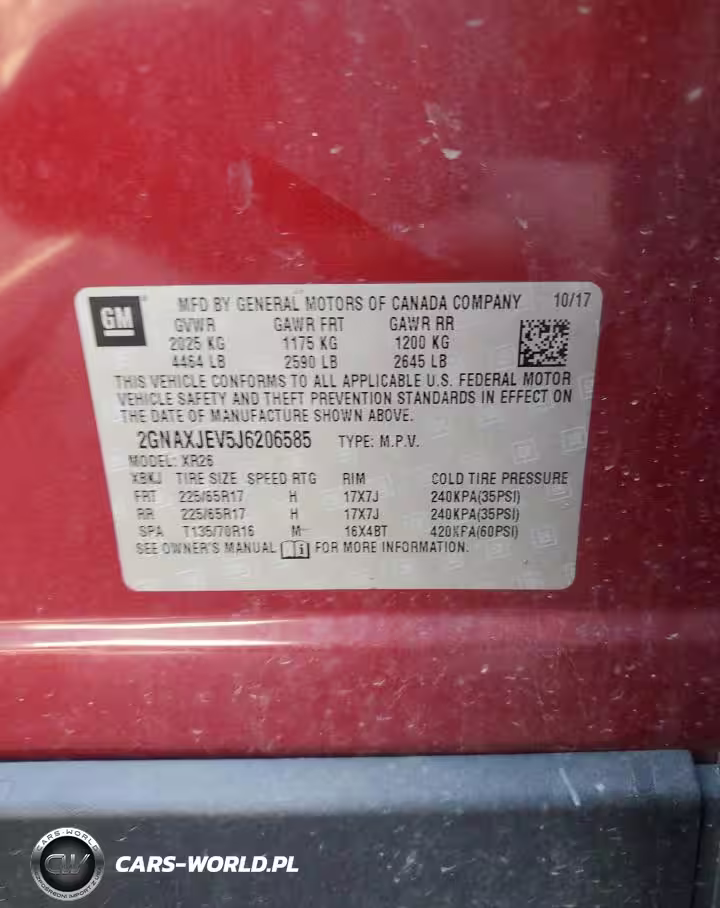 GM
MFD BY GENERAL MOTORS OF CANADA COMPANY 10/17
GVWR GAWR FRT GAWR RR
2025 KG 1175 KG 1200 KG
4464 LB 2590 LB 2645 LB
THIS VEHICLE CONFORMS TO ALL APPLICABLE U.S. FEDERAL MOTOR
VEHICLE SAFETY AND THEFT PREVENTION STANDARDS IN EFFECT ON
THE DATE OF MANUFACTURE SHOWN ABOVE.
2GNAXJEV5J6206585 TYPE: M.P.V.
MODEL: XR26
XBKJ TIRE SIZE SPEED RTG RIM COLD TIRE PRESSURE
FRT 225/65R17 H 17X7J 240KPA(35PSI)
RR 225/65R17 H 17X7J 240KPA(35PSI)
SPA T135/70R16 M 16X4BT 420KPA(60PSI)
SEE OWNER'S MANUAL FOR MORE INFORMATION.
CARS-WORLD
CW
CARS-WORLD.PL